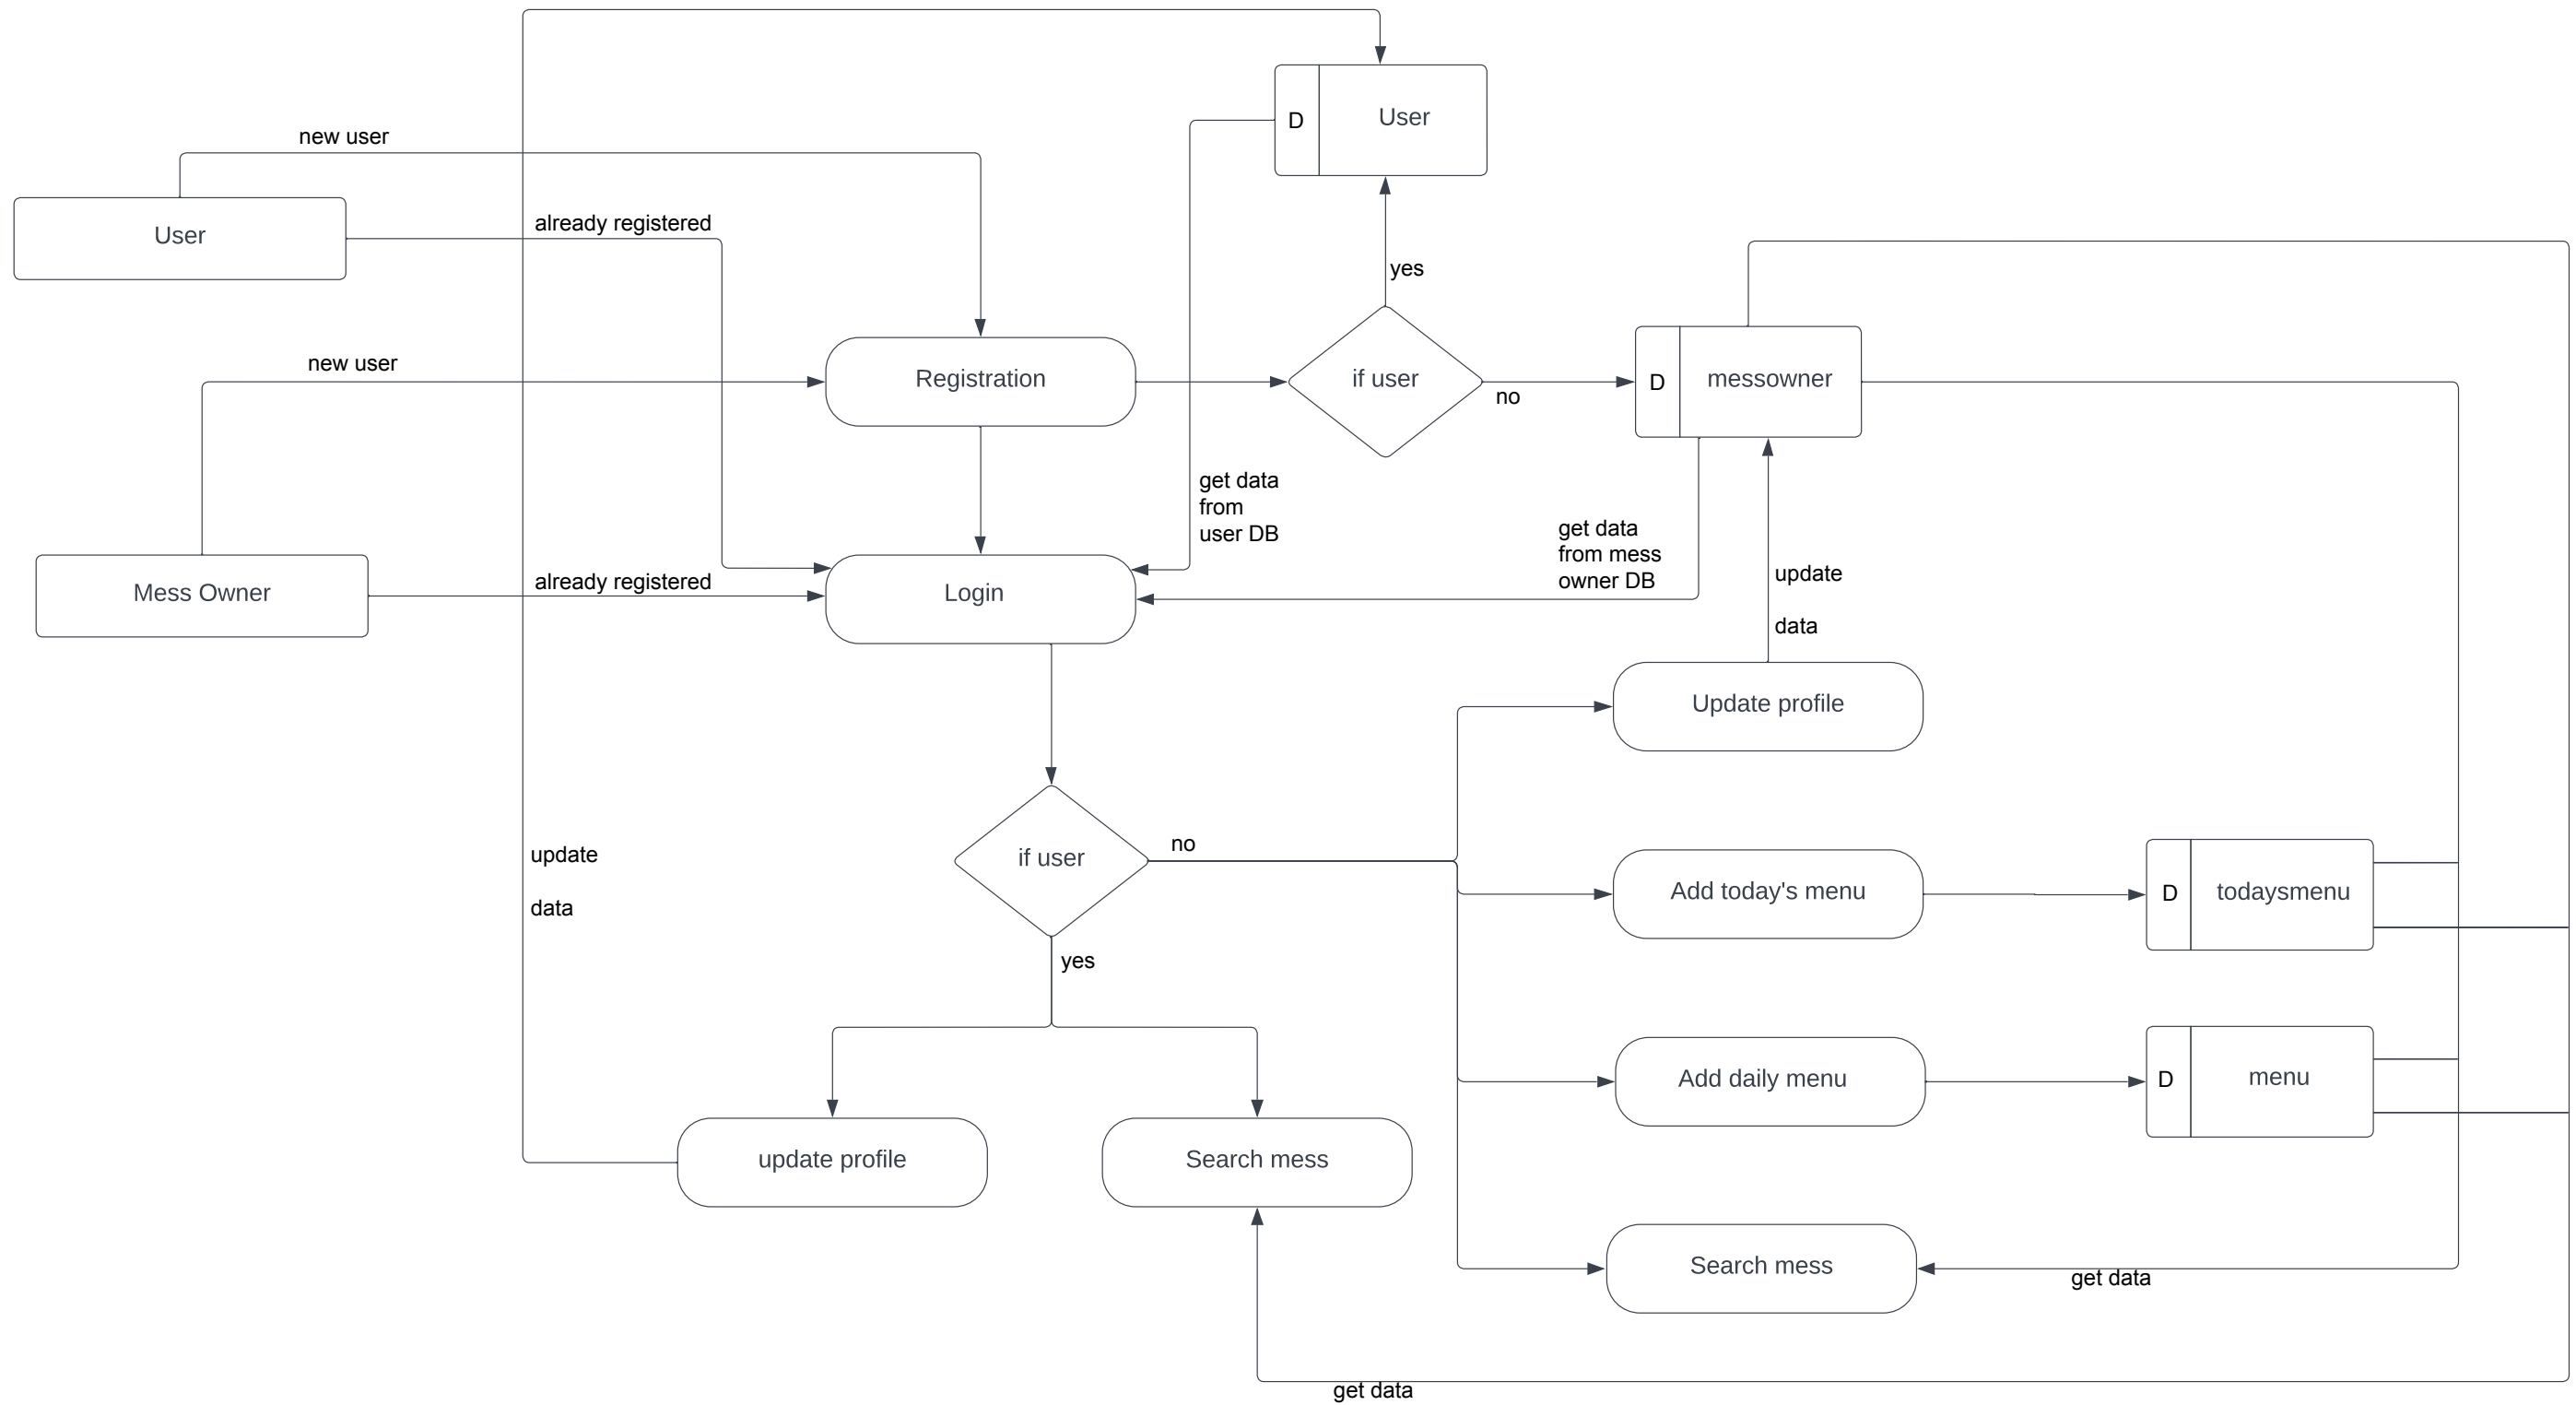 new user
D
User
User
already registered
yes
new user
Registration
if user
no
D
messowner
get data
from
user DB
get data
from mess
owner DB
Mess Owner
already registered
Login
update
data
Update profile
if user
no
update
data
Add today's menu
D
todaysmenu
yes
Add daily menu
D
menu
update profile
Search mess
Search mess
get data
get data